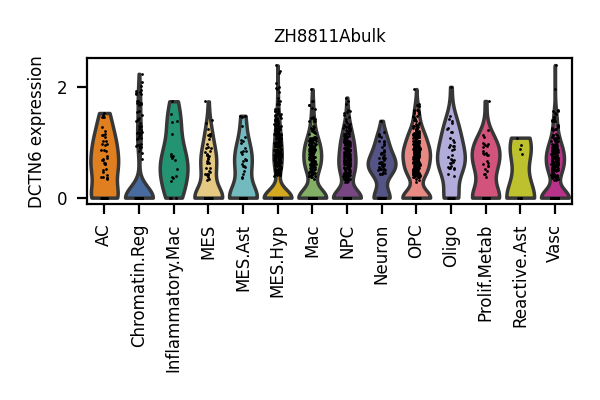 ZH8811Abulk
DCTN6 expression
2
0
AC
Chromatin.Reg
Inflammatory.Mac
MES
MES.Ast
MES.Hyp
Mac
NPC
Neuron
OPC
Oligo
Prolif.Metab
Reactive.Ast
Vasc